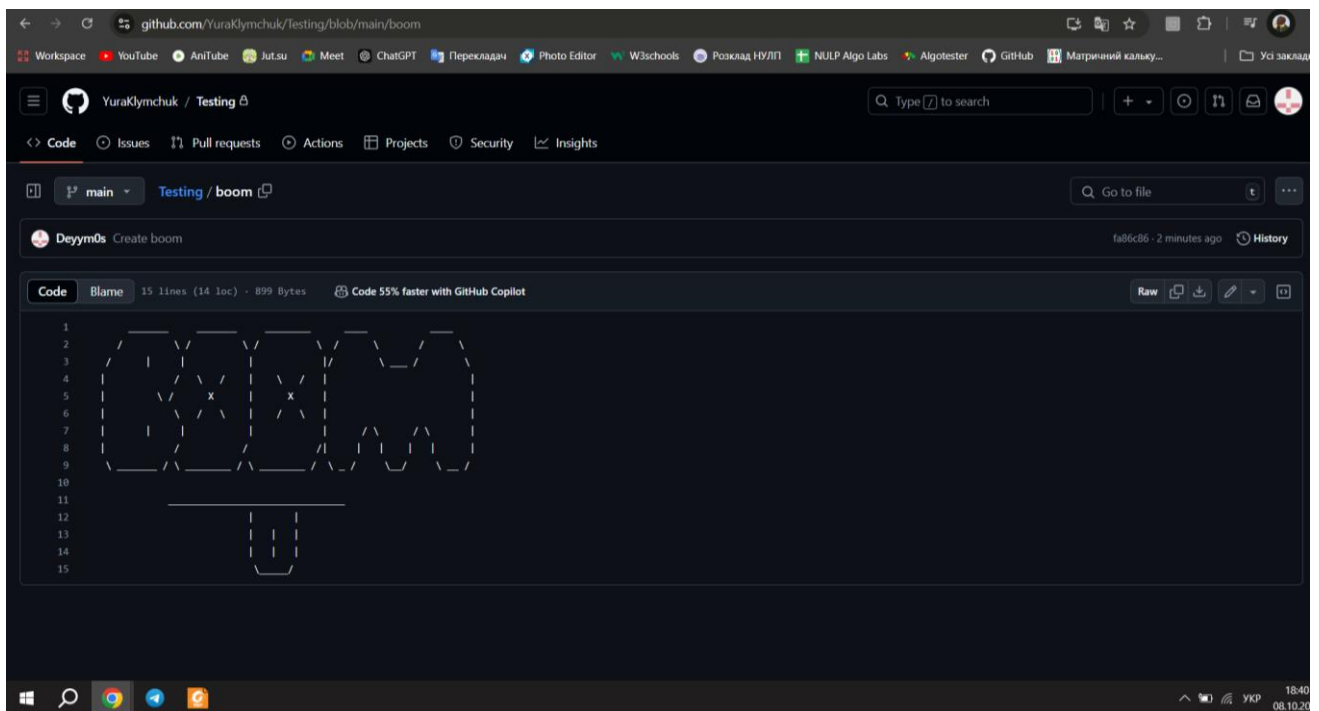 github.com/YuraKlymchuk/Testing/blob/main/boom
Workspace YouTube AniTube Jut.su Meet ChatGPT Перекладач Photo Editor W3schools Розклад НУЛП NULP Algo Labs Algotester GitHub Матричний кальку... Усі заклад
YuraKlymchuk / Testing Type / to search
Code Issues Pull requests Actions Projects Security Insights
main Testing / boom Go to file t
Deyym0s Create boom fa86c86 · 2 minutes ago History
Code Blame 15 lines (14 loc) · 899 Bytes Code 55% faster with GitHub Copilot Raw
1
2
3
4
5 x x
6
7
8
9
10
11
12
13
14
15
УКР 18:40
08.10.20